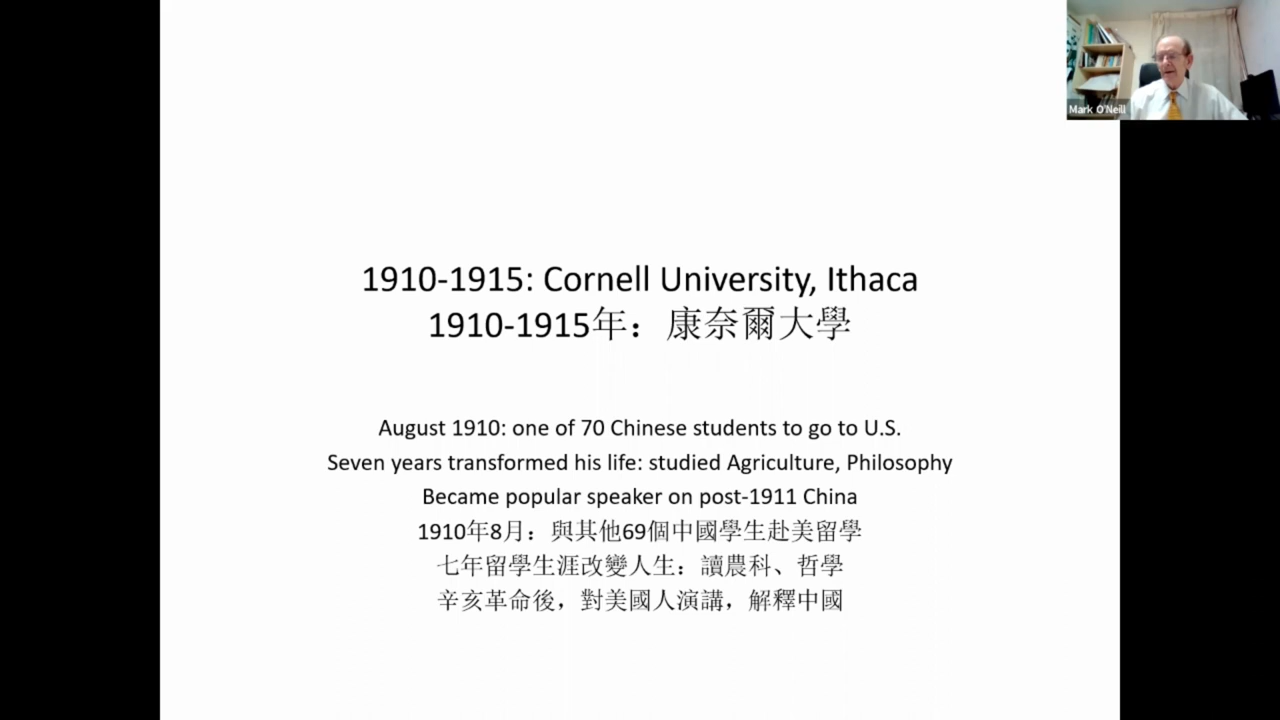 Mark O'Neill
1910-1915: Cornell University, Ithaca
1910-1915年：康奈爾大學
August 1910: one of 70 Chinese students to go to U.S.
Seven years transformed his life: studied Agriculture, Philosophy
Became popular speaker on post-1911 China
1910年8月：與其他69個中國學生赴美留學
七年留學生涯改變人生：讀農科、哲學
辛亥革命後，對美國人演講，解釋中國